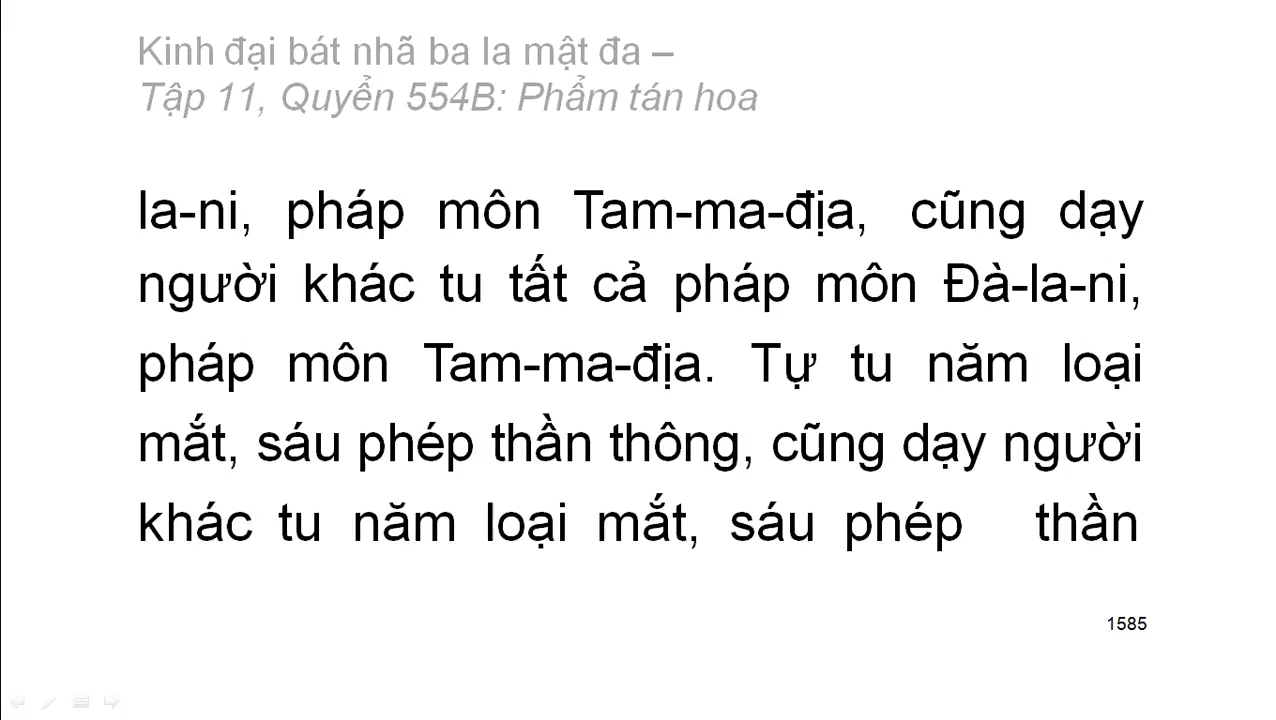 Kinh đại bát nhã ba la mật đa –
Tập 11, Quyển 554B: Phẩm tán hoa
la-ni, pháp môn Tam-ma-địa, cũng dạy
người khác tu tất cả pháp môn Đà-la-ni,
pháp môn Tam-ma-địa. Tự tu năm loại
mắt, sáu phép thần thông, cũng dạy người
khác tu năm loại mắt, sáu phép thần
1585